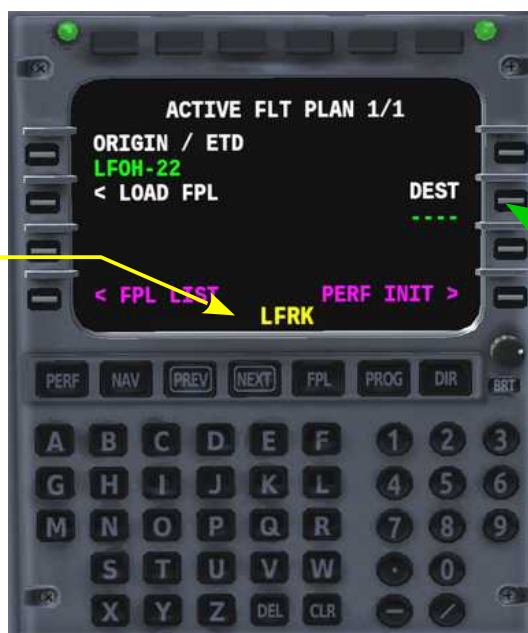 ACTIVE FLT PLAN 1/1
ORIGIN / ETD
LFOH-22
< LOAD FPL DEST
----
< FPL LIST PERF INIT >
LFRK
PERF NAV PREV NEXT FPL PROG DIR BRT
A B C D E F 1 2 3
G H I J K L 4 5 6
M N O P Q R 7 8 9
S T U V W · 0
X Y Z DEL CLR - /